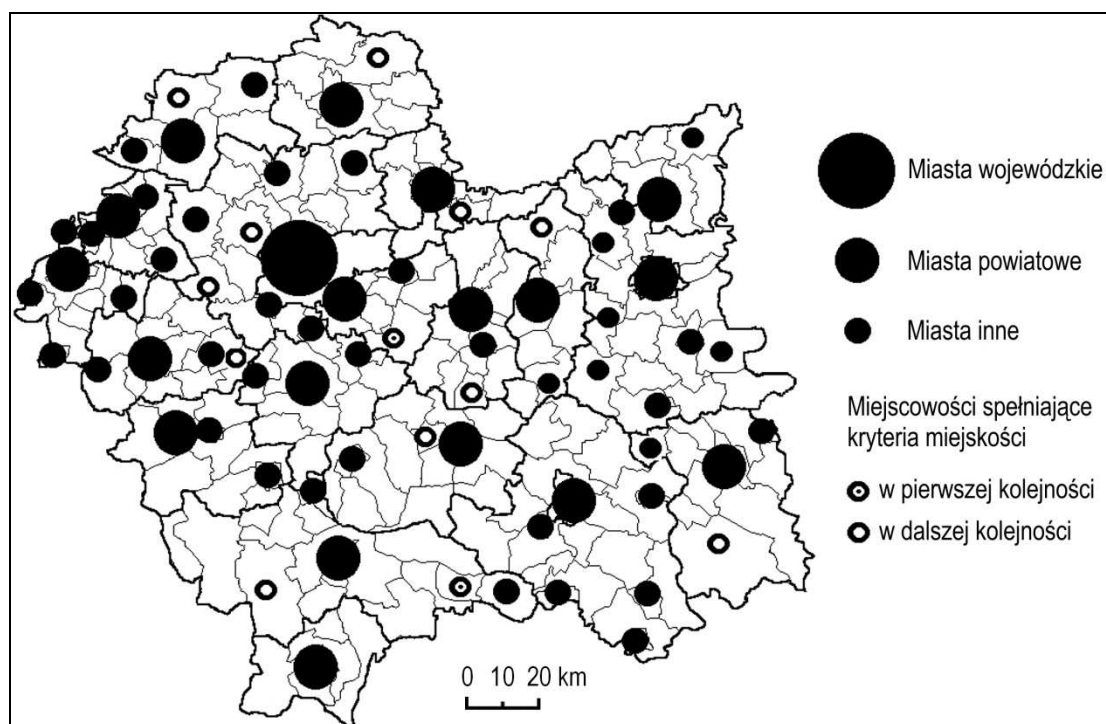 Miasta wojewódzkie
Miasta powiatowe
Miasta inne
Miejscowości spełniające
kryteria miejskości
w pierwszej kolejności
w dalszej kolejności
0 10 20 km